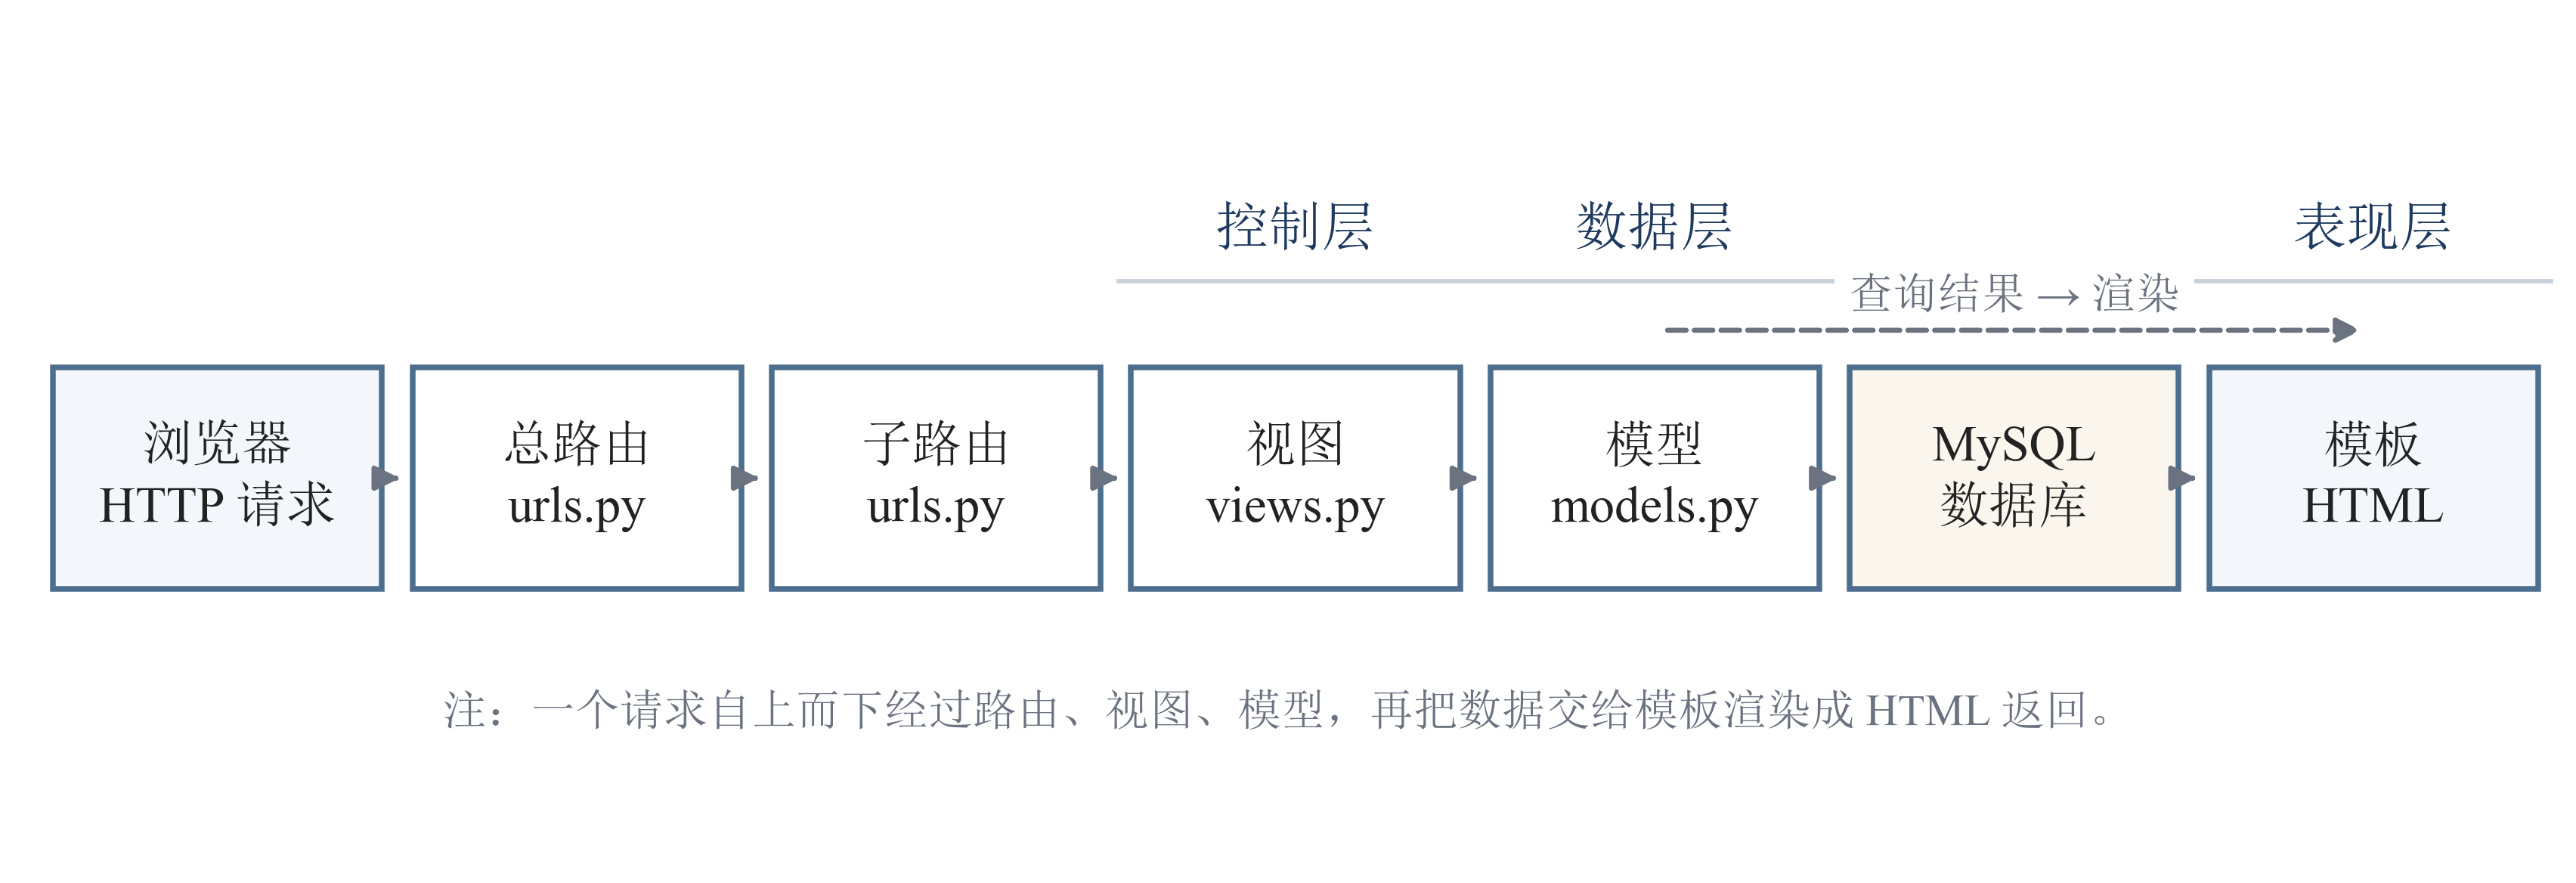 控制层
数据层
表现层
查询结果 → 渲染
浏览器
HTTP 请求
总路由
urls.py
子路由
urls.py
视图
views.py
模型
models.py
MySQL
数据库
模板
HTML
注：一个请求自上而下经过路由、视图、模型，再把数据交给模板渲染成 HTML 返回。